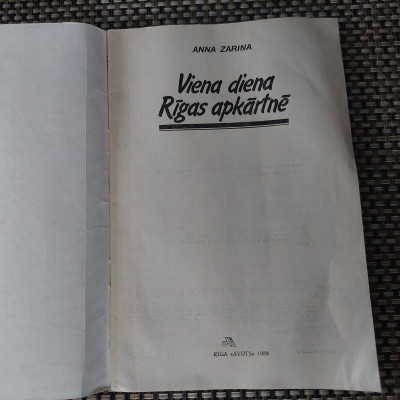 ANNA ZARIŅA
Viena diena
Rīgas apkārtnē
RĪGA «AVOTS» 1988